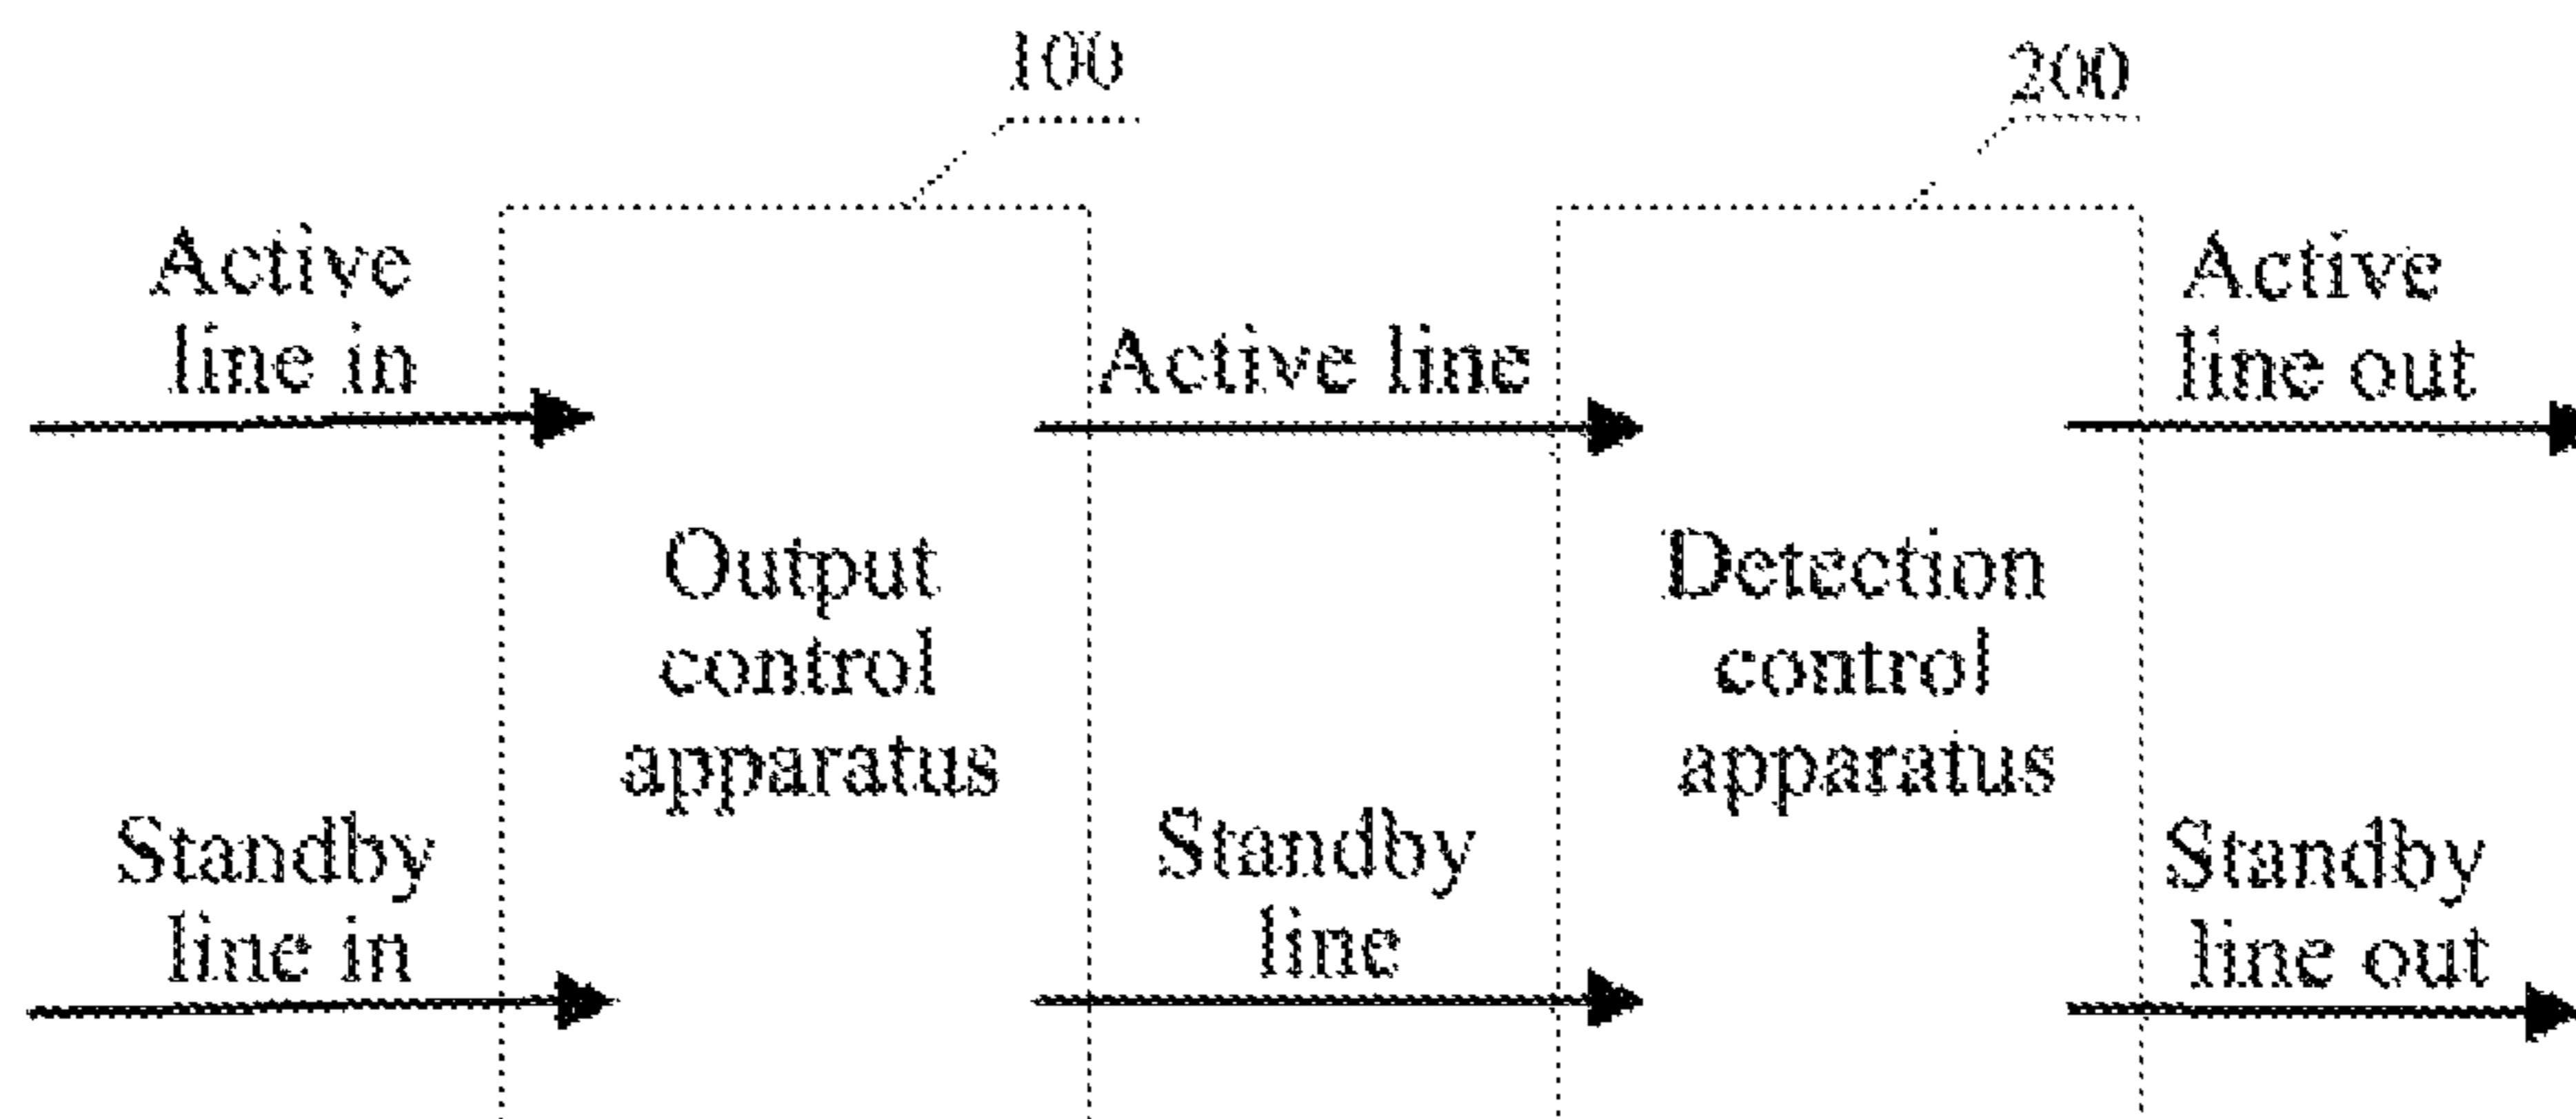 100
200
Active
line in
Active line
Active
line out
Output
control
apparatus
Detection
control
apparatus
Standby
line in
Standby
line
Standby
line out